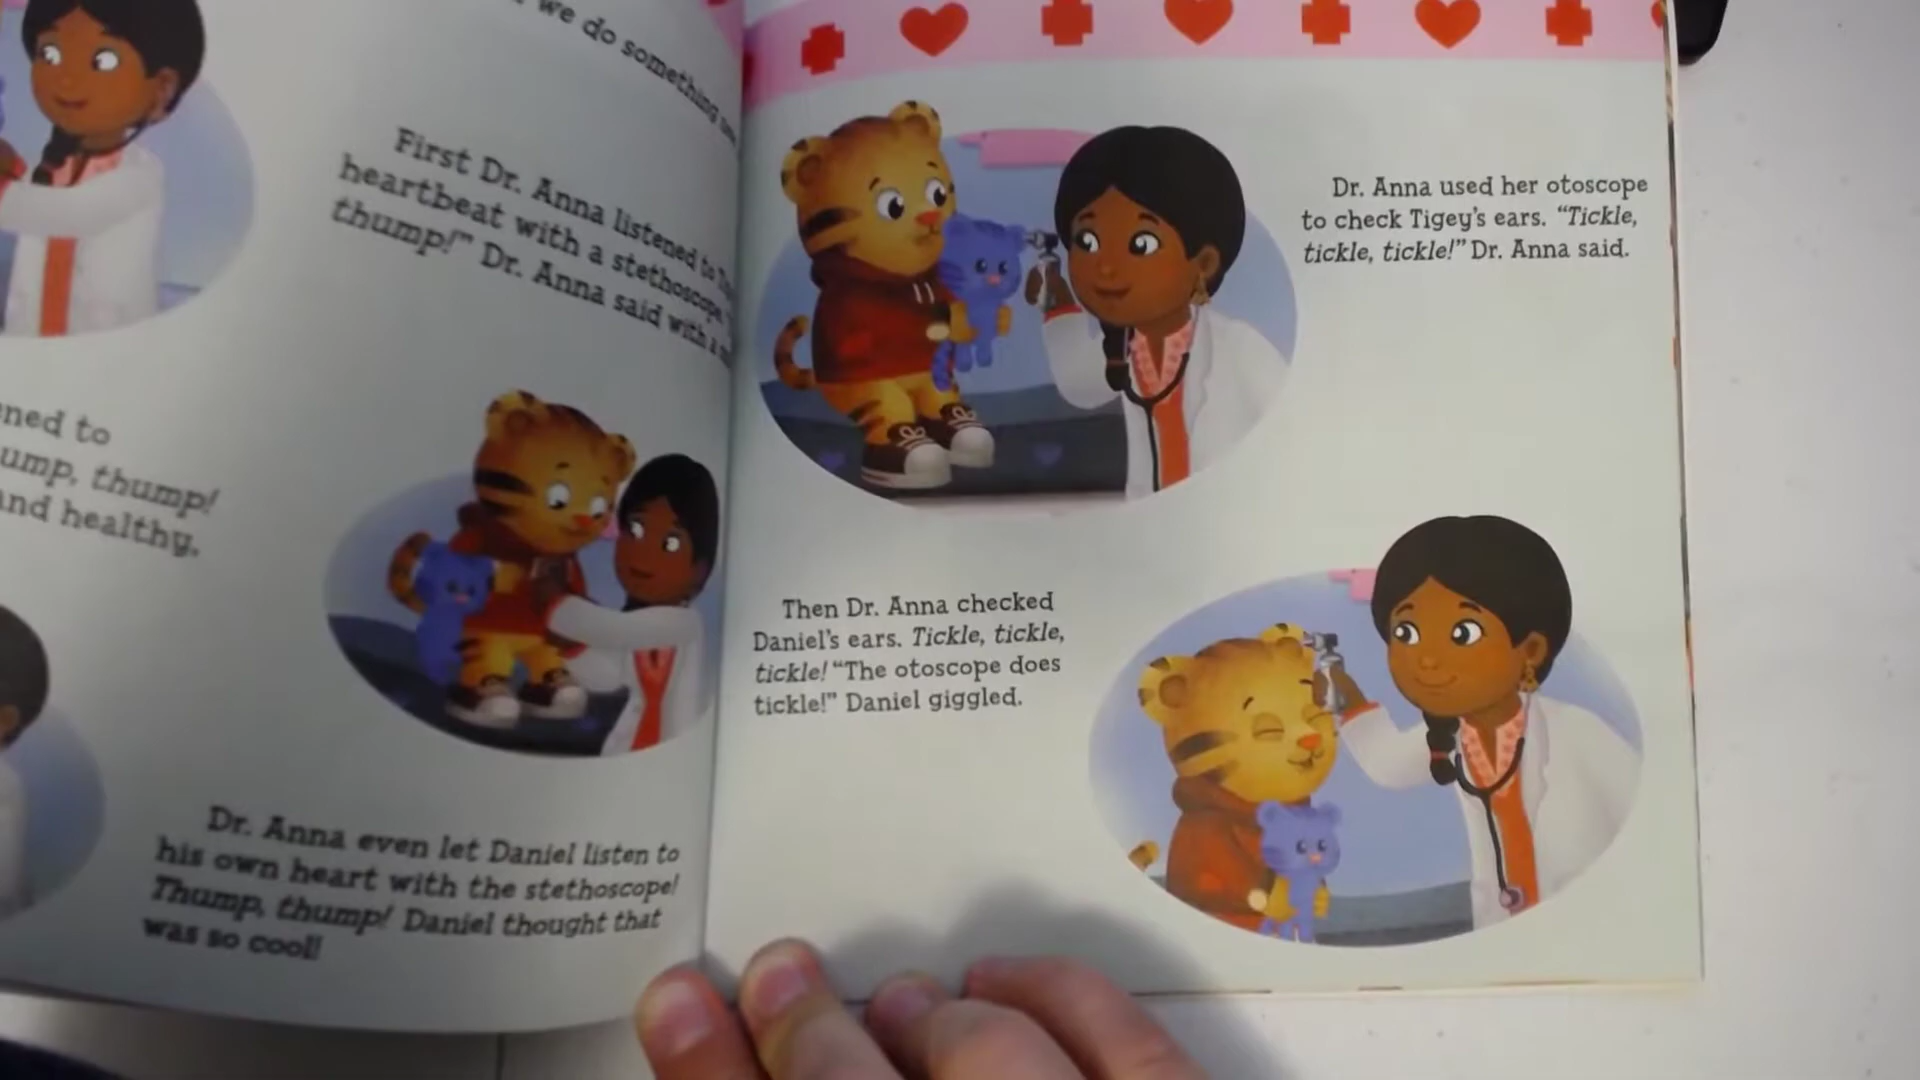 we do something
First Dr. Anna listened to
heartbeat with a stethoscope.
thump!” Dr. Anna said with a
ned to
ump, thump!
and healthy,
Dr. Anna even let Daniel listen to
his own heart with the stethoscope!
Thump, thump! Daniel thought that
was so cool!
Dr. Anna used her otoscope
to check Tigey’s ears. “Tickle,
tickle, tickle!” Dr. Anna said.
Then Dr. Anna checked
Daniel’s ears. Tickle, tickle,
tickle! “The otoscope does
tickle!” Daniel giggled.